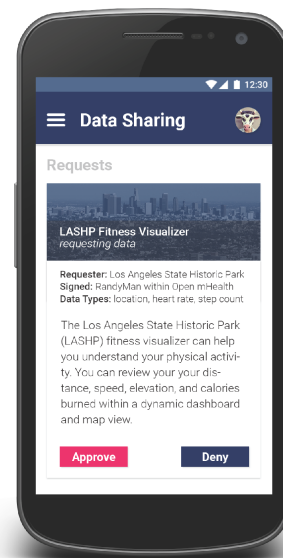 12:30
Data Sharing
Requests
LASHP Fitness Visualizer
requesting data
Requester: Los Angeles State Historic Park
Signed: RandyMan within Open mHealth
Data Types: location, heart rate, step count
The Los Angeles State Historic Park
(LASHP) fitness visualizer can help
you understand your physical activi-
ty. You can review your your dis-
tance, speed, elevation, and calories
burned within a dynamic dashboard
and map view.
Approve
Deny